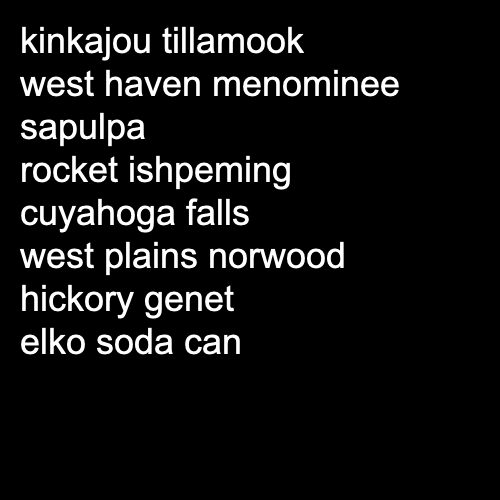 kinkajou tillamook
west haven menominee
sapulpa
rocket ishpeming
cuyahoga falls
west plains norwood
hickory genet
elko soda can